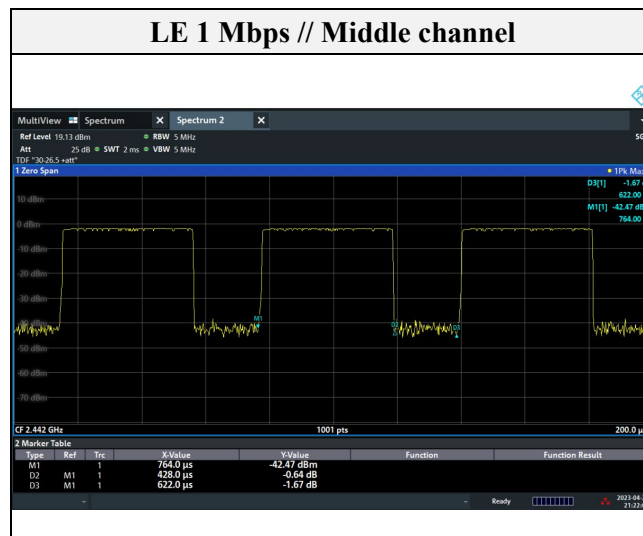 LE 1 Mbps // Middle channel
MultiView Spectrum X Spectrum 2 X
Ref Level 19.13 dBm RBW 5 MHz
Att 25 dB SWT 2 ms VBW 5 MHz
TDF "30-26.5 +att"
1 Zero Span 1Pk Max
D3[1] -1.67 dB
622.00
M1[1] -42.47 dB
764.00
10 dBm
0 dBm
-10 dBm
-20 dBm
-30 dBm
M1
D2
D3
-50 dBm
-60 dBm
-70 dBm
CF 2.442 GHz 1001 pts 200.0 µ
2 Marker Table
Type Ref Trc X-Value Y-Value Function Function Result
M1 1 764.0 µs -42.47 dBm
D2 M1 1 428.0 µs -0.64 dB
D3 M1 1 622.0 µs -1.67 dB
Ready 2023-04-
21:22: